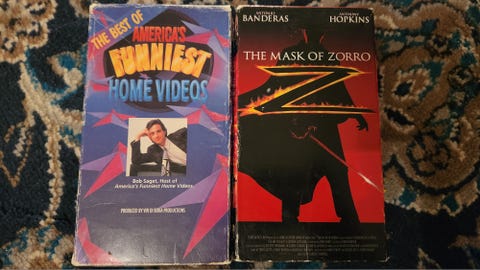 THE BEST OF
AMERICA'S
FUNNIEST
HOME VIDEOS
Bob Saget, Host of
America's Funniest Home Videos
PRODUCED BY VIN DI BONA PRODUCTIONS
ANTONIO ANTHONY
BANDERAS HOPKINS
THE MASK OF ZORRO
Z